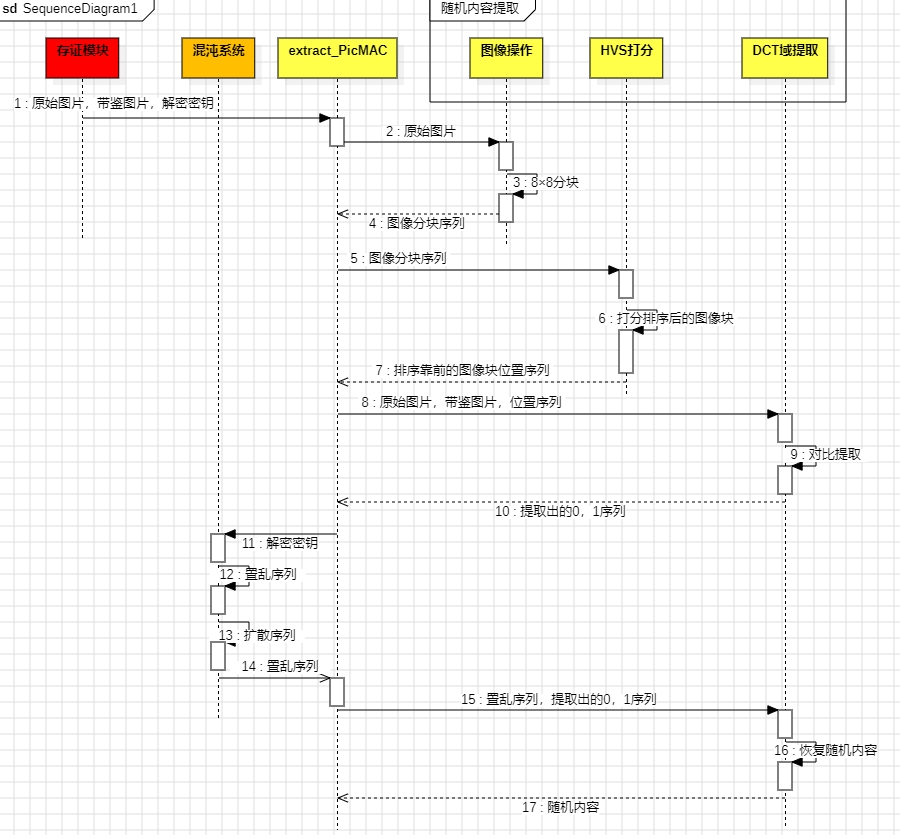 sd SequenceDiagram1
随机内容提取
存证模块
混沌系统
extract_PicMAC
图像操作
HVS打分
DCT域提取
1 : 原始图片，带鉴图片，解密密钥
2 : 原始图片
3 : 8×8分块
4 : 图像分块序列
5 : 图像分块序列
6 : 打分排序后的图像块
7 : 排序靠前的图像块位置序列
8 : 原始图片，带鉴图片，位置序列
9 : 对比提取
10 : 提取出的0，1序列
11 : 解密密钥
12 : 置乱序列
13 : 扩散序列
14 : 置乱序列
15 : 置乱序列，提取出的0，1序列
16 : 恢复随机内容
17 : 随机内容